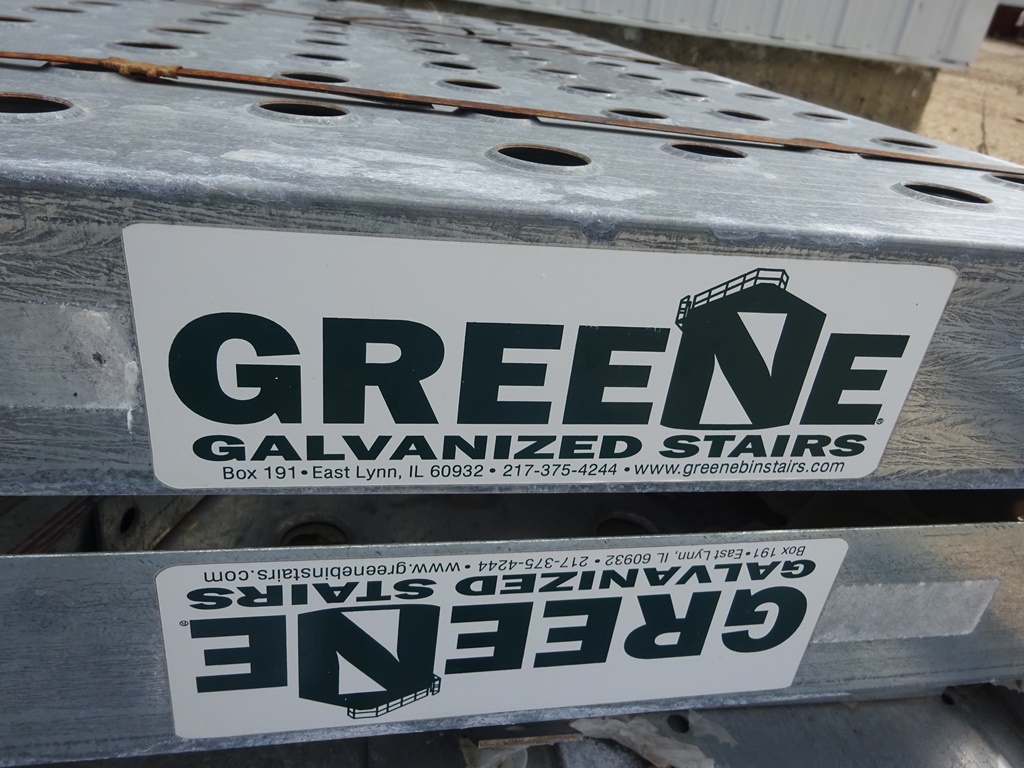 GREENE®
GALVANIZED STAIRS
Box 191 • East Lynn, IL 60932 • 217-375-4244 • www.greenebinstairs.com
GREENE®
GALVANIZED STAIRS
Box 191 • East Lynn, IL 60932 • 217-375-4244 • www.greenebinstairs.com